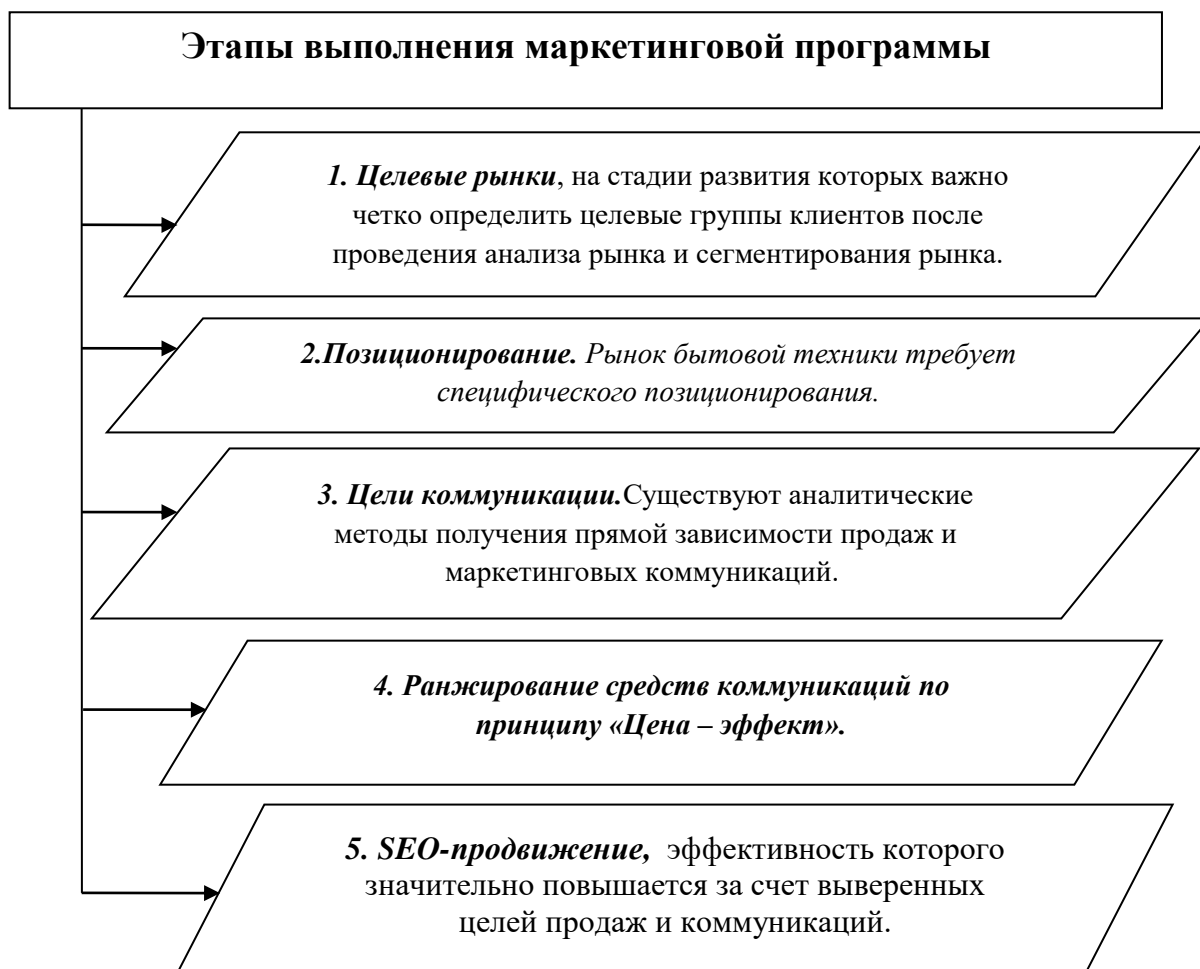 Этапы выполнения маркетинговой программы
1. Целевые рынки, на стадии развития которых важно
четко определить целевые группы клиентов после
проведения анализа рынка и сегментирования рынка.
2.Позиционирование. Рынок бытовой техники требует
специфического позиционирования.
3. Цели коммуникации.Существуют аналитические
методы получения прямой зависимости продаж и
маркетинговых коммуникаций.
4. Ранжирование средств коммуникаций по
принципу «Цена – эффект».
5. SEO-продвижение, эффективность которого
значительно повышается за счет выверенных
целей продаж и коммуникаций.